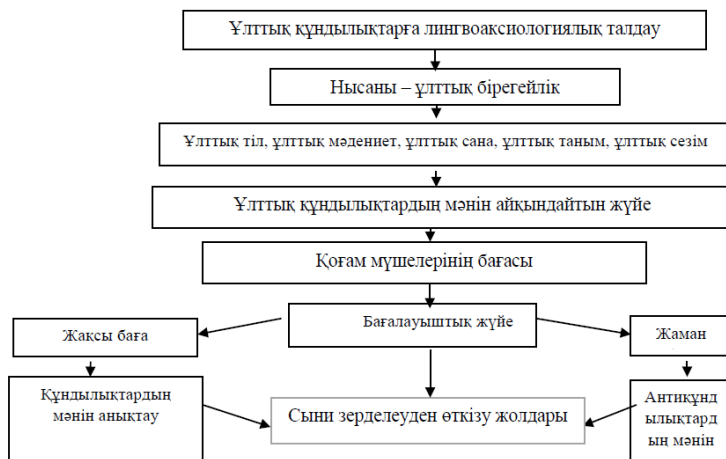 Ұлттық құндылықтарға лингвоаксиологиялық талдау
Нысаны – ұлттық бірегейлік
Ұлттық тіл, ұлттық мәдениет, ұлттық сана, ұлттық таным, ұлттық сезім
Ұлттық құндылықтардың мәнін айқындайтын жүйе
Қоғам мүшелерінің бағасы
Бағалауыштық жүйе
Жақсы баға
Жаман
Құндылықтардың
мәнін анықтау
Сыни зерделеуден өткізу жолдары
Антиқұнд
ылықтард
ың мәнін